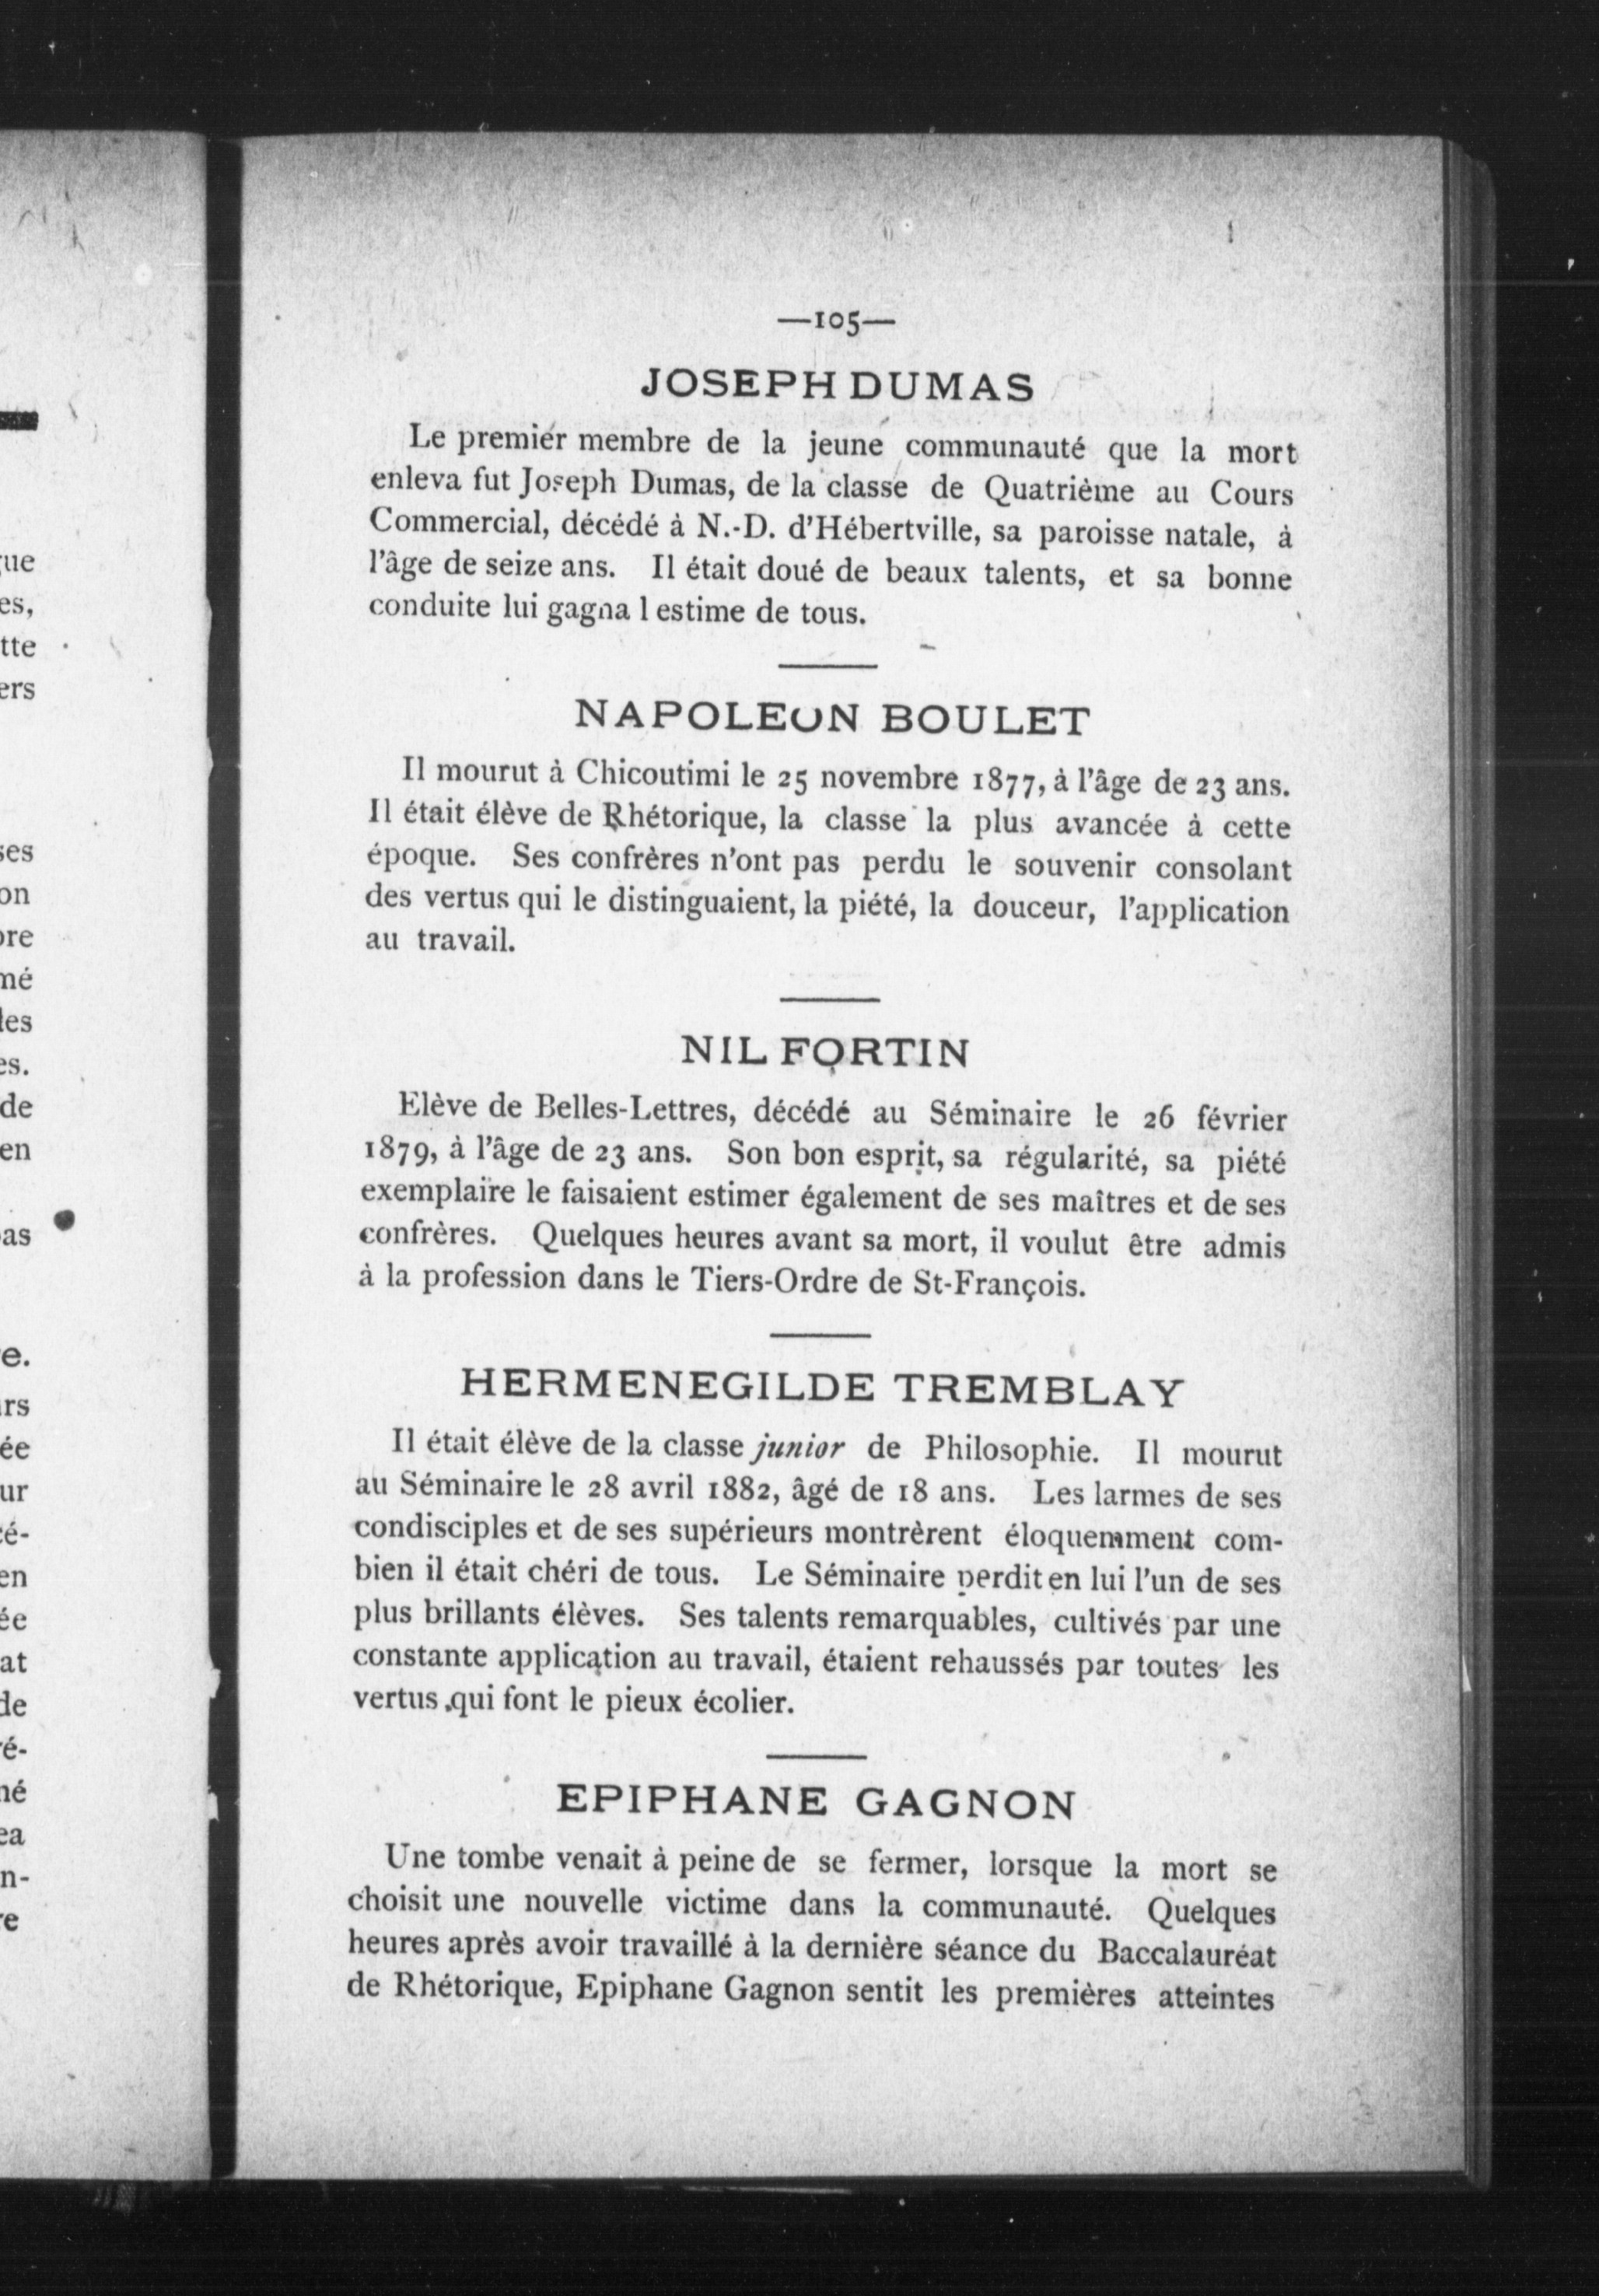 —105—
JOSEPH DUMAS
Le premier membre de la jeune communauté que la mort
enleva fut Joseph Dumas, de la classe de Quatrième au Cours
Commercial, décédé à N.-D. d'Hébertville, sa paroisse natale, à
l'âge de seize ans. Il était doué de beaux talents, et sa bonne
conduite lui gagna l estime de tous.
NAPOLEON BOULET
Il mourut à Chicoutimi le 25 novembre 1877, à l'âge de 23 ans.
Il était élève de Rhétorique, la classe la plus avancée à cette
époque. Ses confrères n'ont pas perdu le souvenir consolant
des vertus qui le distinguaient, la piété, la douceur, l'application
au travail.
NIL FORTIN
Elève de Belles-Lettres, décédé au Séminaire le 26 février
1879, à l'âge de 23 ans. Son bon esprit, sa régularité, sa piété
exemplaire le faisaient estimer également de ses maîtres et de ses
confrères. Quelques heures avant sa mort, il voulut être admis
à la profession dans le Tiers-Ordre de St-François.
HERMENEGILDE TREMBLAY
Il était élève de la classe junior de Philosophie. Il mourut
au Séminaire le 28 avril 1882, âgé de 18 ans. Les larmes de ses
condisciples et de ses supérieurs montrèrent éloquemment com-
bien il était chéri de tous. Le Séminaire perdit en lui l'un de ses
plus brillants élèves. Ses talents remarquables, cultivés par une
constante application au travail, étaient rehaussés par toutes les
vertus qui font le pieux écolier.
EPIPHANE GAGNON
Une tombe venait à peine de se fermer, lorsque la mort se
choisit une nouvelle victime dans la communauté. Quelques
heures après avoir travaillé à la dernière séance du Baccalauréat
de Rhétorique, Epiphane Gagnon sentit les premières atteintes